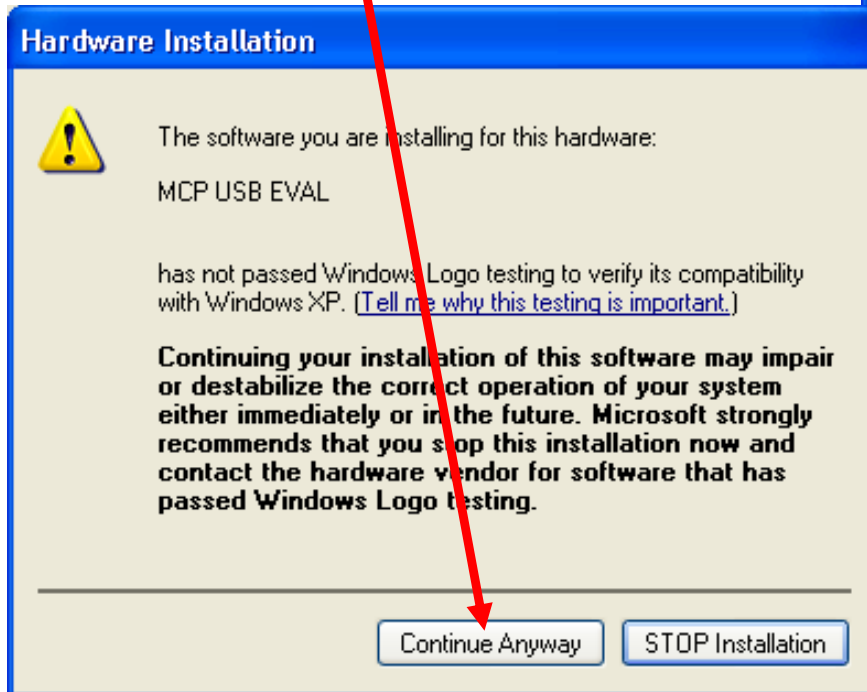 Hardware Installation
The software you are installing for this hardware:
MCP USB EVAL
has not passed Windows Logo testing to verify its compatibility
with Windows XP. (Tell me why this testing is important.)
Continuing your installation of this software may impair
or destabilize the correct operation of your system
either immediately or in the future. Microsoft strongly
recommends that you stop this installation now and
contact the hardware vendor for software that has
passed Windows Logo testing.
Continue Anyway
STOP Installation